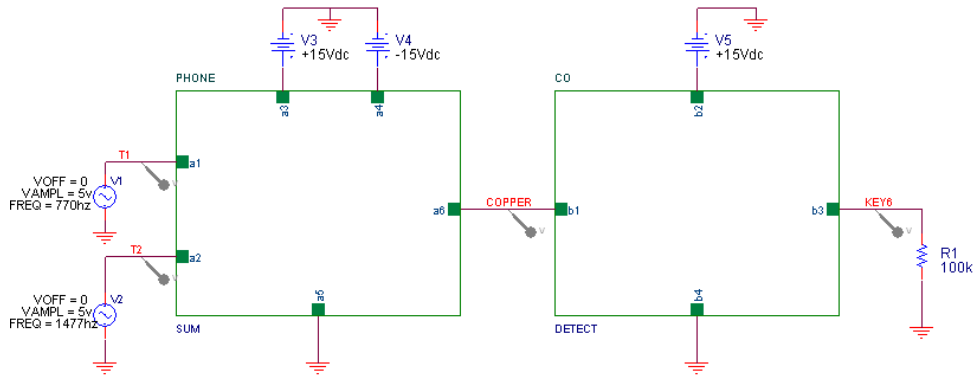 V3
+15Vdc
V4
-15Vdc
V5
+15Vdc
PHONE
CO
a3
a4
b2
T1
a1
VOFF = 0
VAMPL = 5v
FREQ = 770hz
V1
a6
COPPER
b1
b3
KEY6
T2
a2
R1
100k
VOFF = 0
VAMPL = 5v
FREQ = 1477hz
V2
a5
b4
SUM
DETECT
V
V
V
V